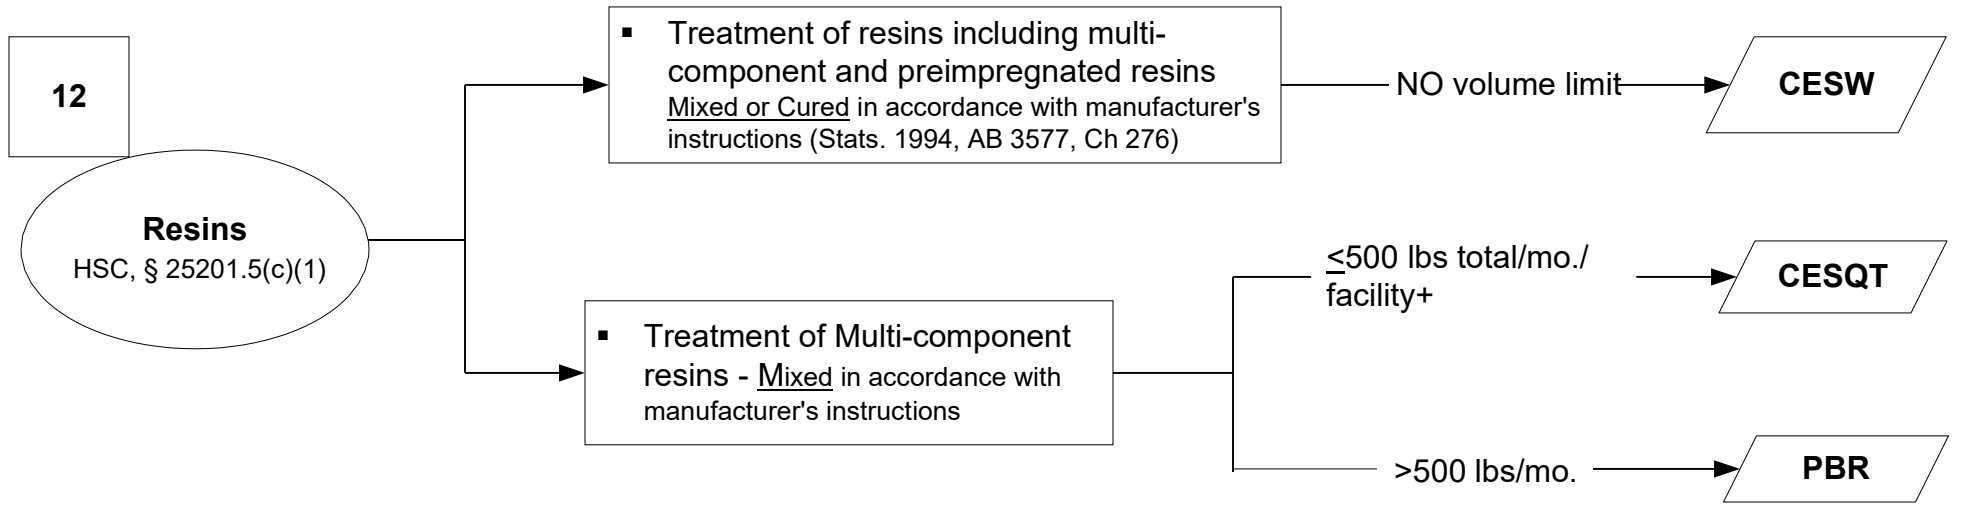 12
Resins
HSC, § 25201.5(c)(1)
▪ Treatment of resins including multi-
component and preimpregnated resins
Mixed or Cured in accordance with manufacturer's
instructions (Stats. 1994, AB 3577, Ch 276)
NO volume limit
CESW
▪ Treatment of Multi-component
resins - Mixed in accordance with
manufacturer's instructions
<500 lbs total/mo./
facility+
CESQT
>500 lbs/mo.
PBR